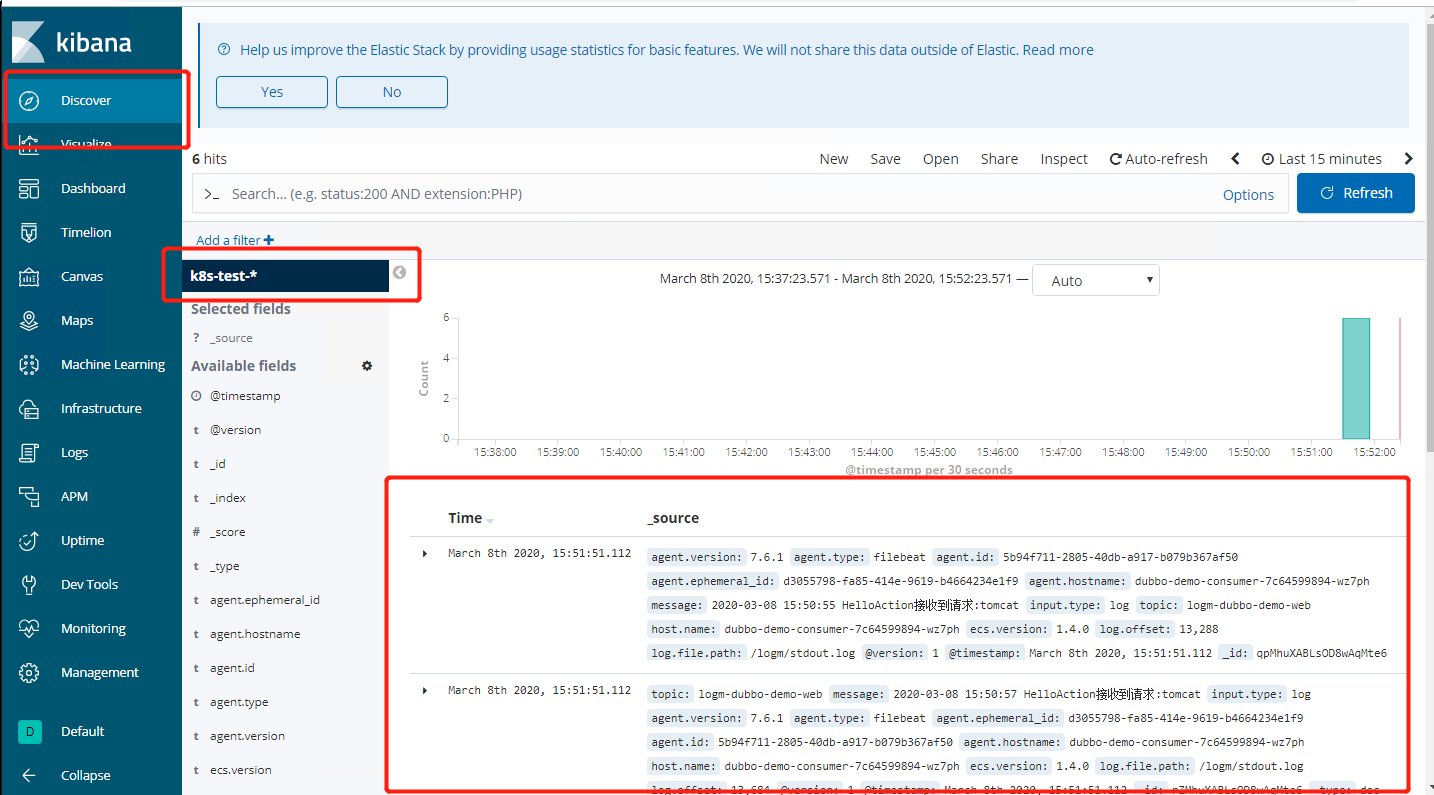 kibana
Help us improve the Elastic Stack by providing usage statistics for basic features. We will not share this data outside of Elastic. Read more
Yes No
Discover
Visualize
Dashboard
Timelion
Canvas
Maps
Machine Learning
Infrastructure
Logs
APM
Uptime
Dev Tools
Monitoring
Management
D Default
Collapse
6 hits
New Save Open Share Inspect Auto-refresh Last 15 minutes
>_ Search... (e.g. status:200 AND extension:PHP) Options Refresh
Add a filter +
k8s-test-*
Selected fields
? _source
Available fields
@timestamp
t @version
t _id
t _index
# _score
t _type
t agent.ephemeral_id
t agent.hostname
t agent.id
t agent.type
t agent.version
t ecs.version
March 8th 2020, 15:37:23.571 - March 8th 2020, 15:52:23.571 — Auto
Count
6
4
2
0
15:38:00 15:39:00 15:40:00 15:41:00 15:42:00 15:43:00 15:44:00 15:45:00 15:46:00 15:47:00 15:48:00 15:49:00 15:50:00 15:51:00 15:52:00
@timestamp per 30 seconds
Time _source
March 8th 2020, 15:51:51.112
agent.version: 7.6.1 agent.type: filebeat agent.id: 5b94f711-2805-40db-a917-b079b367af50
agent.ephemeral_id: d3055798-fa85-414e-9619-b4664234e1f9 agent.hostname: dubbo-demo-consumer-7c64599894-wz7ph
message: 2020-03-08 15:50:55 HelloAction接收到请求:tomcat input.type: log topic: logm-dubbo-demo-web
host.name: dubbo-demo-consumer-7c64599894-wz7ph ecs.version: 1.4.0 log.offset: 13,288
log.file.path: /logm/stdout.log @version: 1 @timestamp: March 8th 2020, 15:51:51.112 _id: qpMhuXABLsOD8wAqMte6
March 8th 2020, 15:51:51.112
topic: logm-dubbo-demo-web message: 2020-03-08 15:50:57 HelloAction接收到请求:tomcat input.type: log
agent.version: 7.6.1 agent.type: filebeat agent.ephemeral_id: d3055798-fa85-414e-9619-b4664234e1f9
agent.id: 5b94f711-2805-40db-a917-b079b367af50 agent.hostname: dubbo-demo-consumer-7c64599894-wz7ph
host.name: dubbo-demo-consumer-7c64599894-wz7ph ecs.version: 1.4.0 log.file.path: /logm/stdout.log
log.offset: 13,684 @version: 1 @timestamp: March 8th 2020, 15:51:51.112 _id: rZMhuXABLsOD8wAqMte6 _type: doc